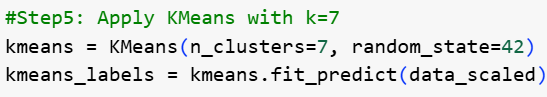 #Step5: Apply KMeans with k=7
kmeans = KMeans(n_clusters=7, random_state=42)
kmeans_labels = kmeans.fit_predict(data_scaled)